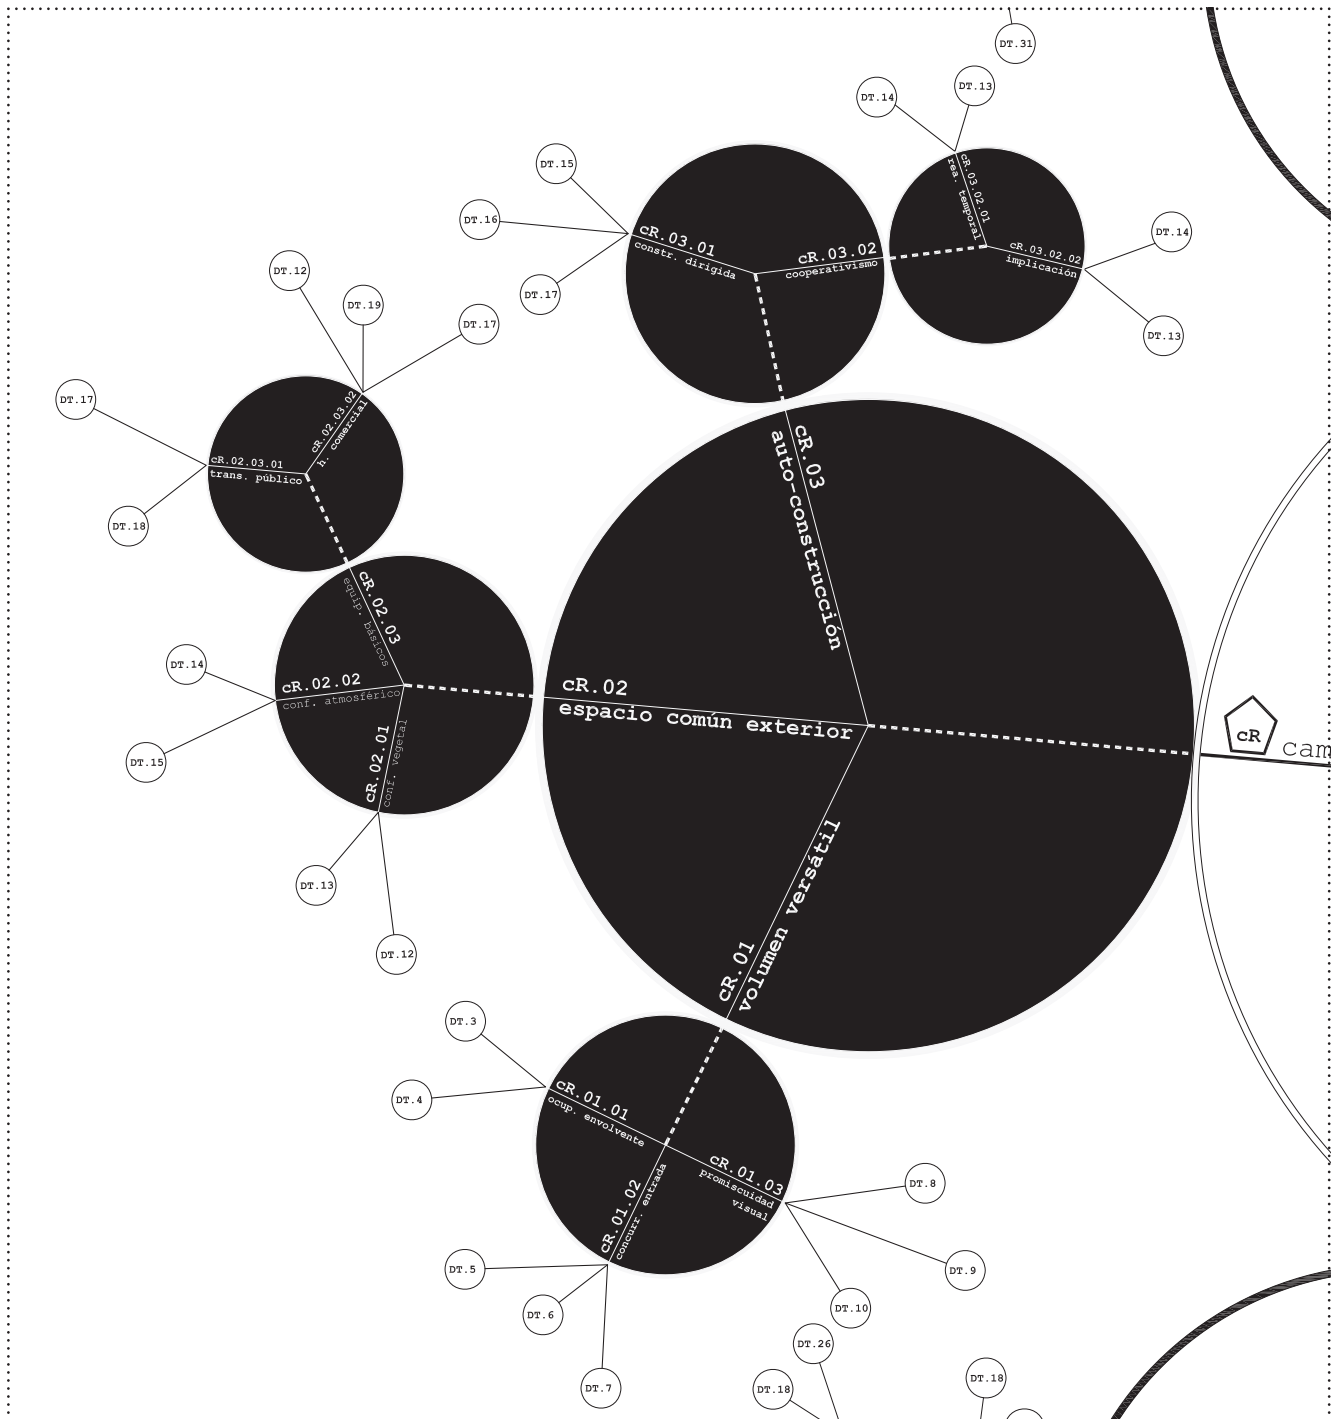 DT.31
DT.14
DT.13
cR.03.02.01
rea. temporal
cR.03.02.02
implicación
DT.14
DT.13
DT.15
DT.16
DT.17
cR.03.01
constr. dirigida
cR.03.02
cooperativismo
DT.12
DT.19
DT.17
DT.17
DT.18
cR.02.03.02
h. comercial
cR.02.03.01
trans. público
cR.03
auto-construcción
cR.02.03
equip. básicos
cR.02.02
conf. atmosférico
cR.02.01
conf. vegetal
DT.14
DT.15
DT.13
DT.12
cR.02
espacio común exterior
cR
cam
cR.01
volumen versátil
DT.3
DT.4
cR.01.01
ocup. envolvente
cR.01.03
promiscuidad
visual
cR.01.02
concurr. entrada
DT.8
DT.9
DT.10
DT.5
DT.6
DT.7
DT.26
DT.18
DT.18